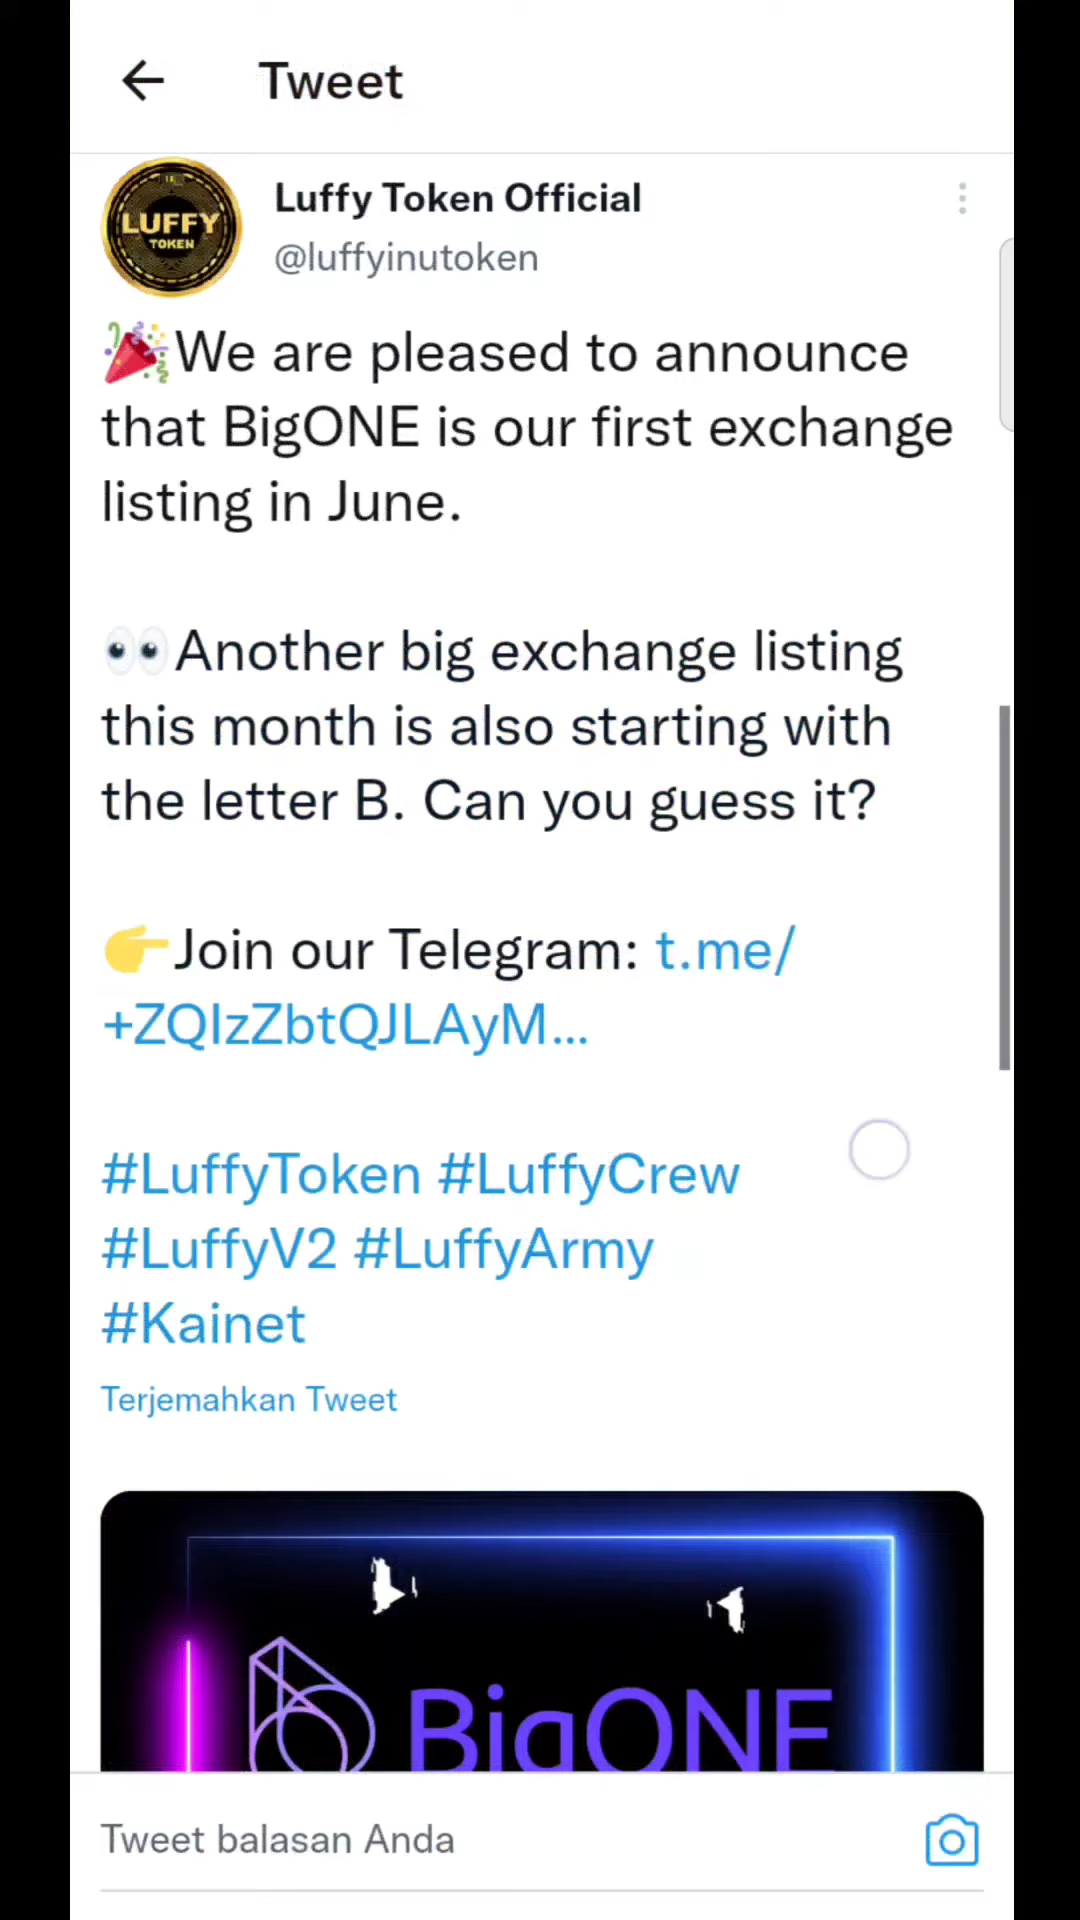 Tweet
LUFFY
TOKEN
Luffy Token Official
@luffyinutoken
🎉We are pleased to announce
that BigONE is our first exchange
listing in June.
👀Another big exchange listing
this month is also starting with
the letter B. Can you guess it?
👉Join our Telegram: t.me/
+ZQIzZbtQJLAyM...
#LuffyToken #LuffyCrew
#LuffyV2 #LuffyArmy
#Kainet
Terjemahkan Tweet
BigONE
Tweet balasan Anda